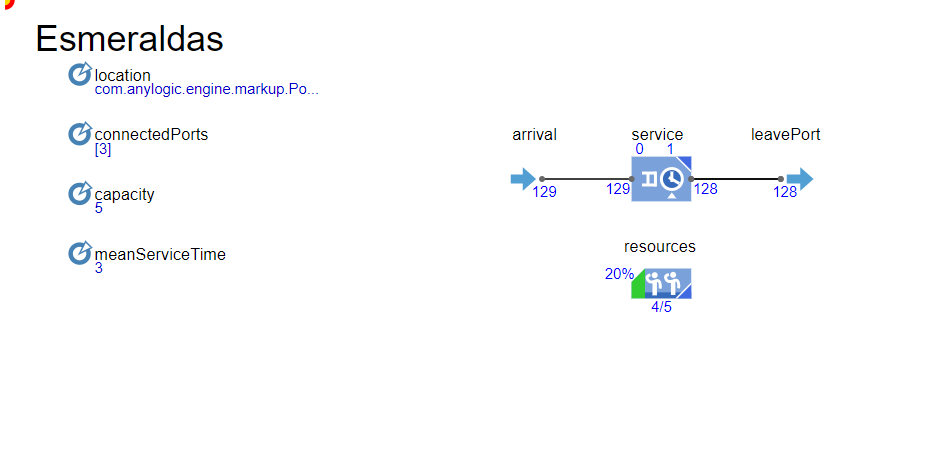 Esmeraldas
location
com.anylogic.engine.markup.Po...
connectedPorts
[3]
capacity
5
meanServiceTime
3
arrival
service
leavePort
0 1
129
129
128
128
resources
20%
4/5